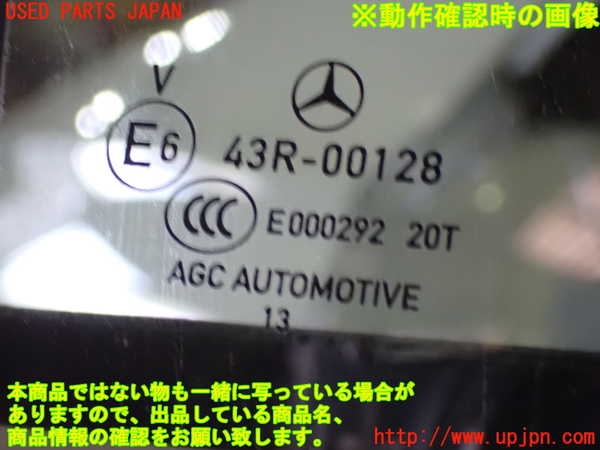 USED PARTS JAPAN
※動作確認時の画像
V
E6 43R-00128
CCC E000292 20T
AGC AUTOMOTIVE
13
本商品ではない物も一緒に写っている場合が
ありますので、出品している商品名、
商品情報の確認をお願い致します。
http://www.upjpn.com